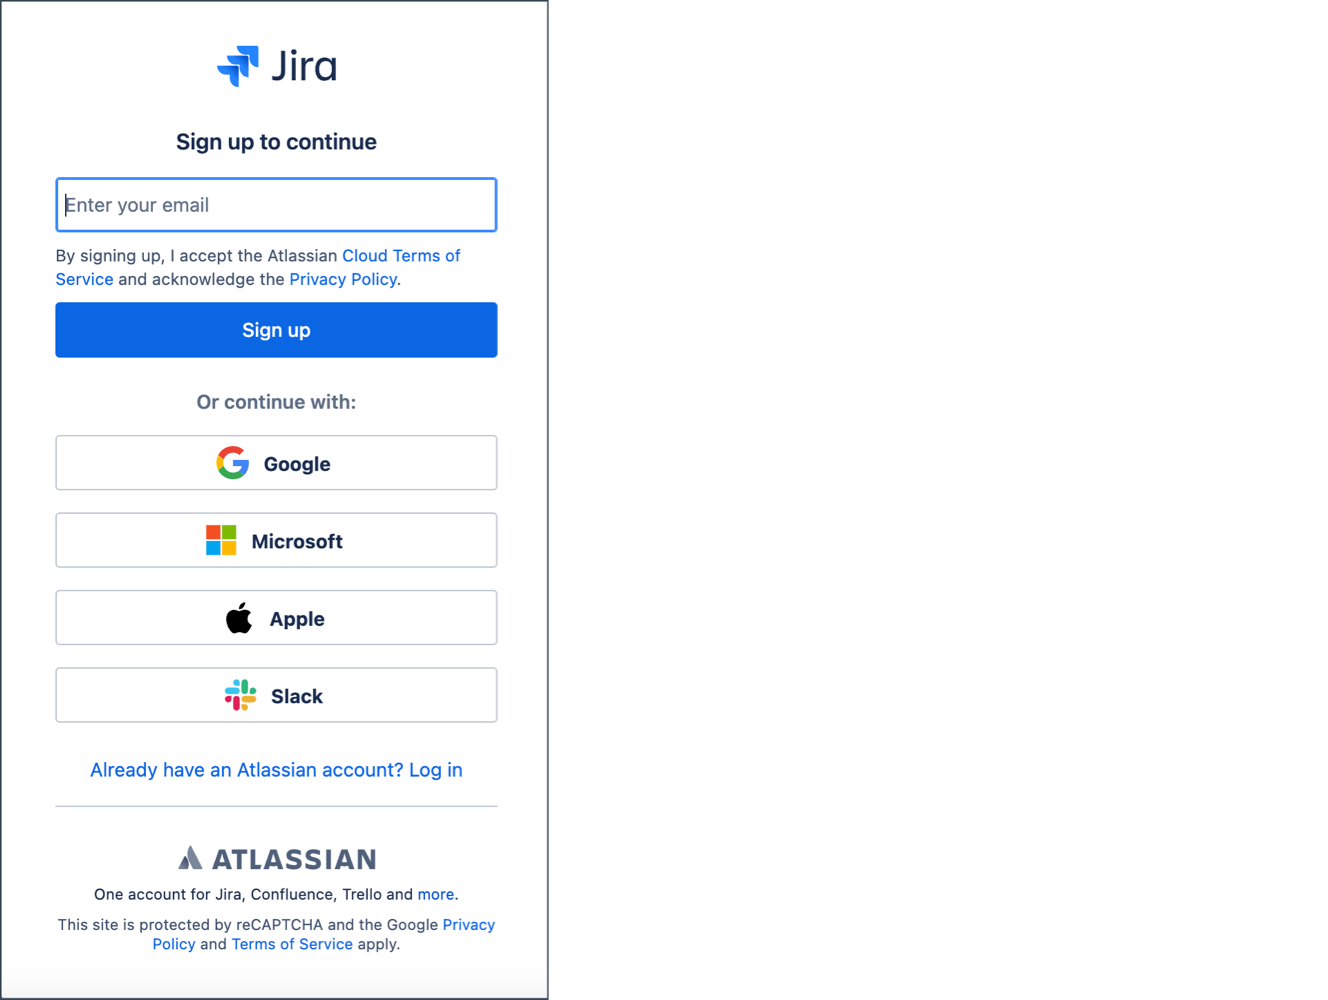 Jira
Sign up to continue
Enter your email
By signing up, I accept the Atlassian Cloud Terms of
Service and acknowledge the Privacy Policy.
Sign up
Or continue with:
Google
Microsoft
Apple
Slack
Already have an Atlassian account? Log in
ATLASSIAN
One account for Jira, Confluence, Trello and more.
This site is protected by reCAPTCHA and the Google Privacy
Policy and Terms of Service apply.